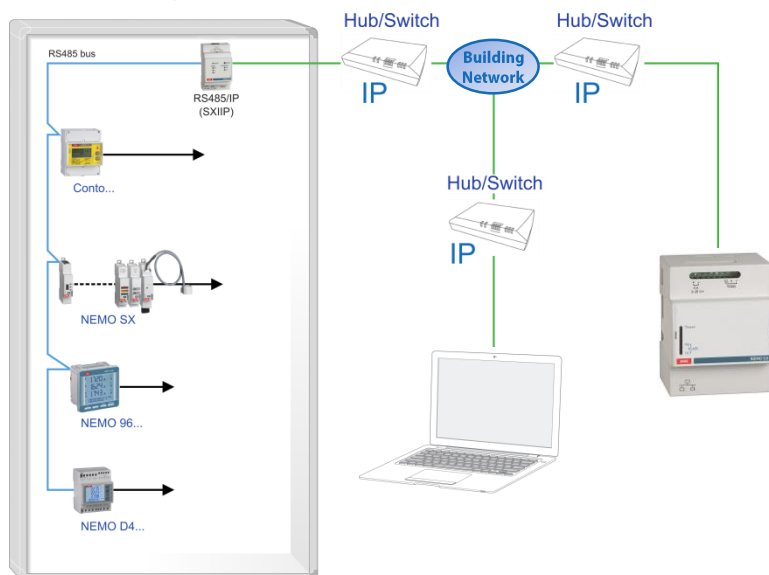 Hub/Switch
Hub/Switch
RS485 bus
Building
Network
IP
IP
RS485/IP
(SXIIP)
Conto...
Hub/Switch
IP
NEMO SX
NEMO 96...
NEMO D4...